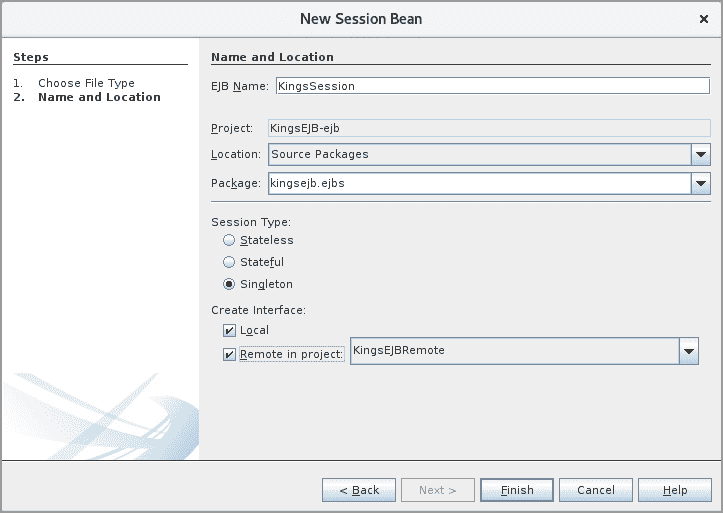 New Session Bean
Steps
1. Choose File Type
2. Name and Location
Name and Location
EJB Name: KingsSession
Project: KingsEJB-ejb
Location: Source Packages
Package: kingsejb.ejbs
Session Type:
Stateless
Stateful
Singleton
Create Interface:
Local
Remote in project: KingsEJBRemote
< Back Next > Finish Cancel Help